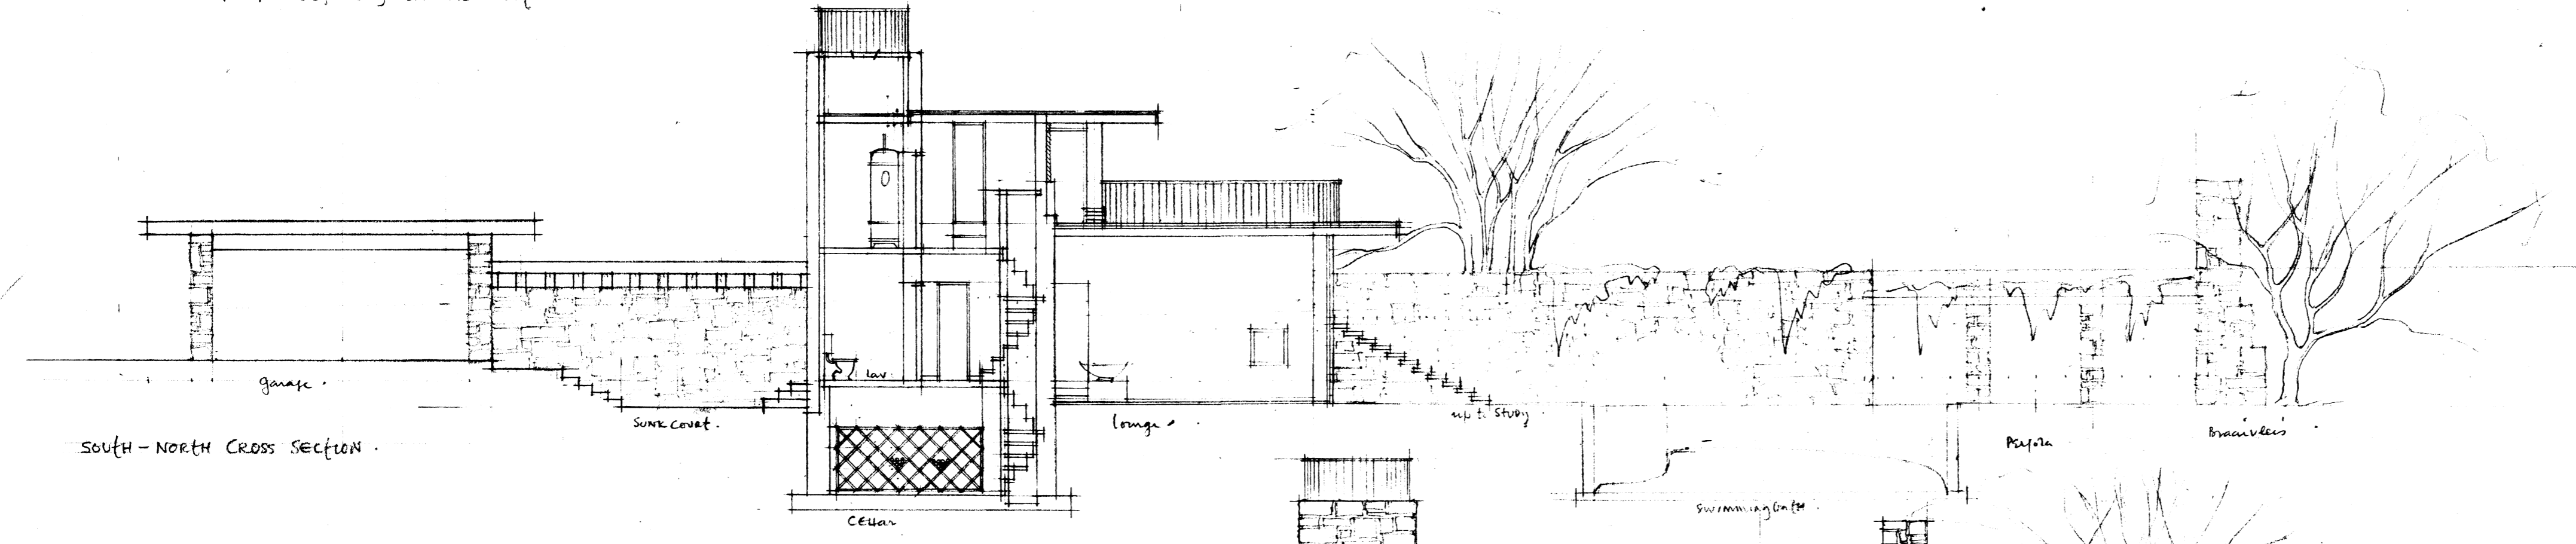 garage.
Lav.
SUNK COURT.
lounge.
up to study
Pergola
Braaivleis
SOUTH - NORTH CROSS SECTION.
CEllar
Swimming bath